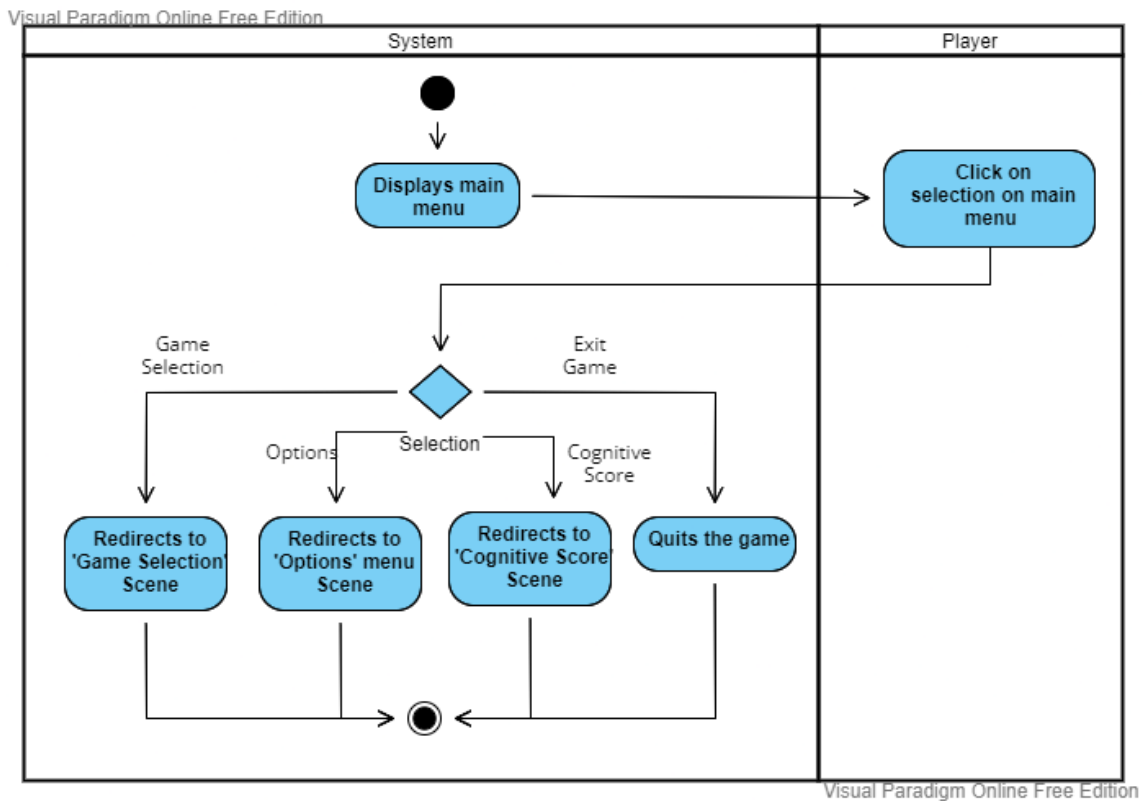 Visual Paradigm Online Free Edition
System
Player
Displays main
menu
Click on
selection on main
menu
Game
Selection
Exit
Game
Options
Selection
Cognitive
Score
Redirects to
'Game Selection'
Scene
Redirects to
'Options' menu
Scene
Redirects to
'Cognitive Score'
Scene
Quits the game
Visual Paradigm Online Free Edition